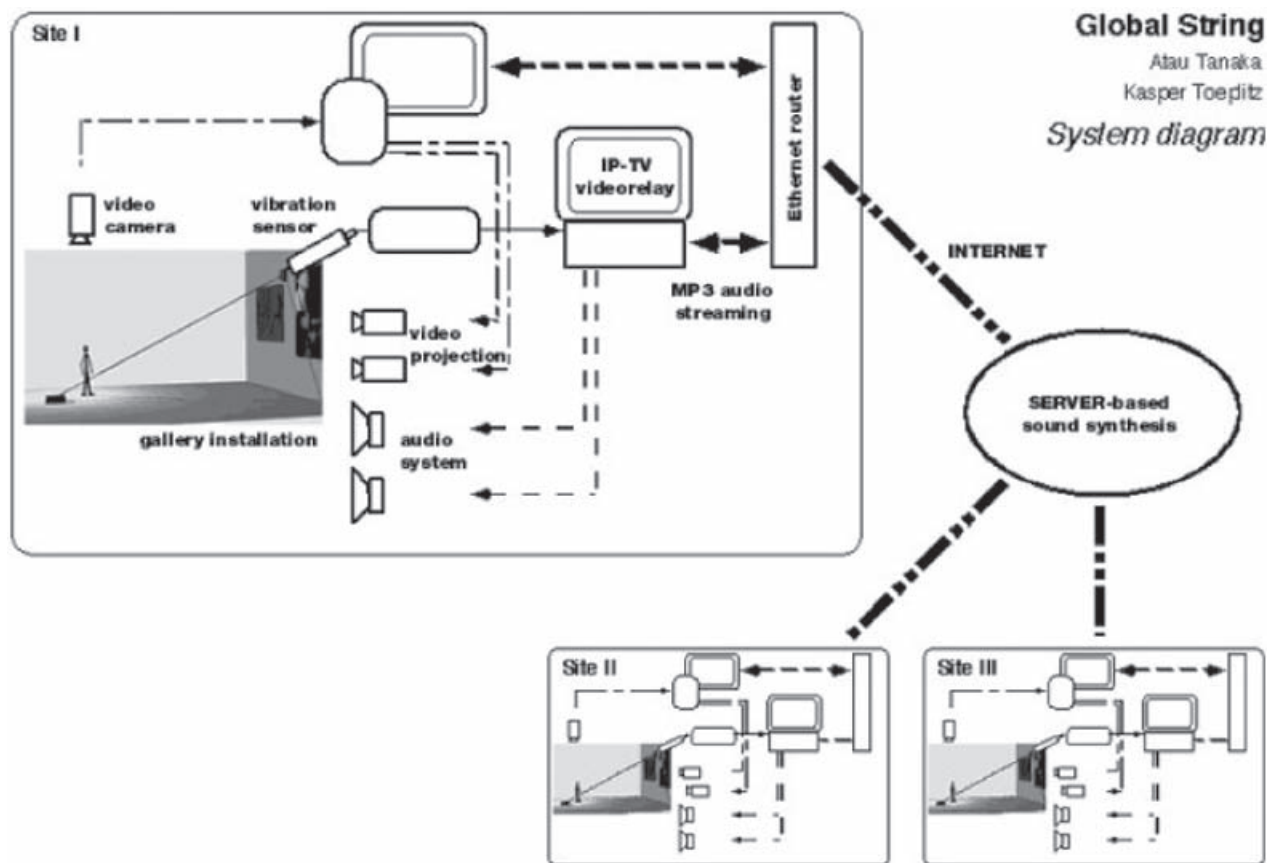 Site I
Global String
Atau Tanaka
Kasper Toeplitz
System diagram
Ethernet router
IP-TV
videorelay
video
camera
vibration
sensor
INTERNET
MP3 audio
streaming
video
projection
SERVER-based
sound synthesis
gallery installation
audio
system
Site II
Site III